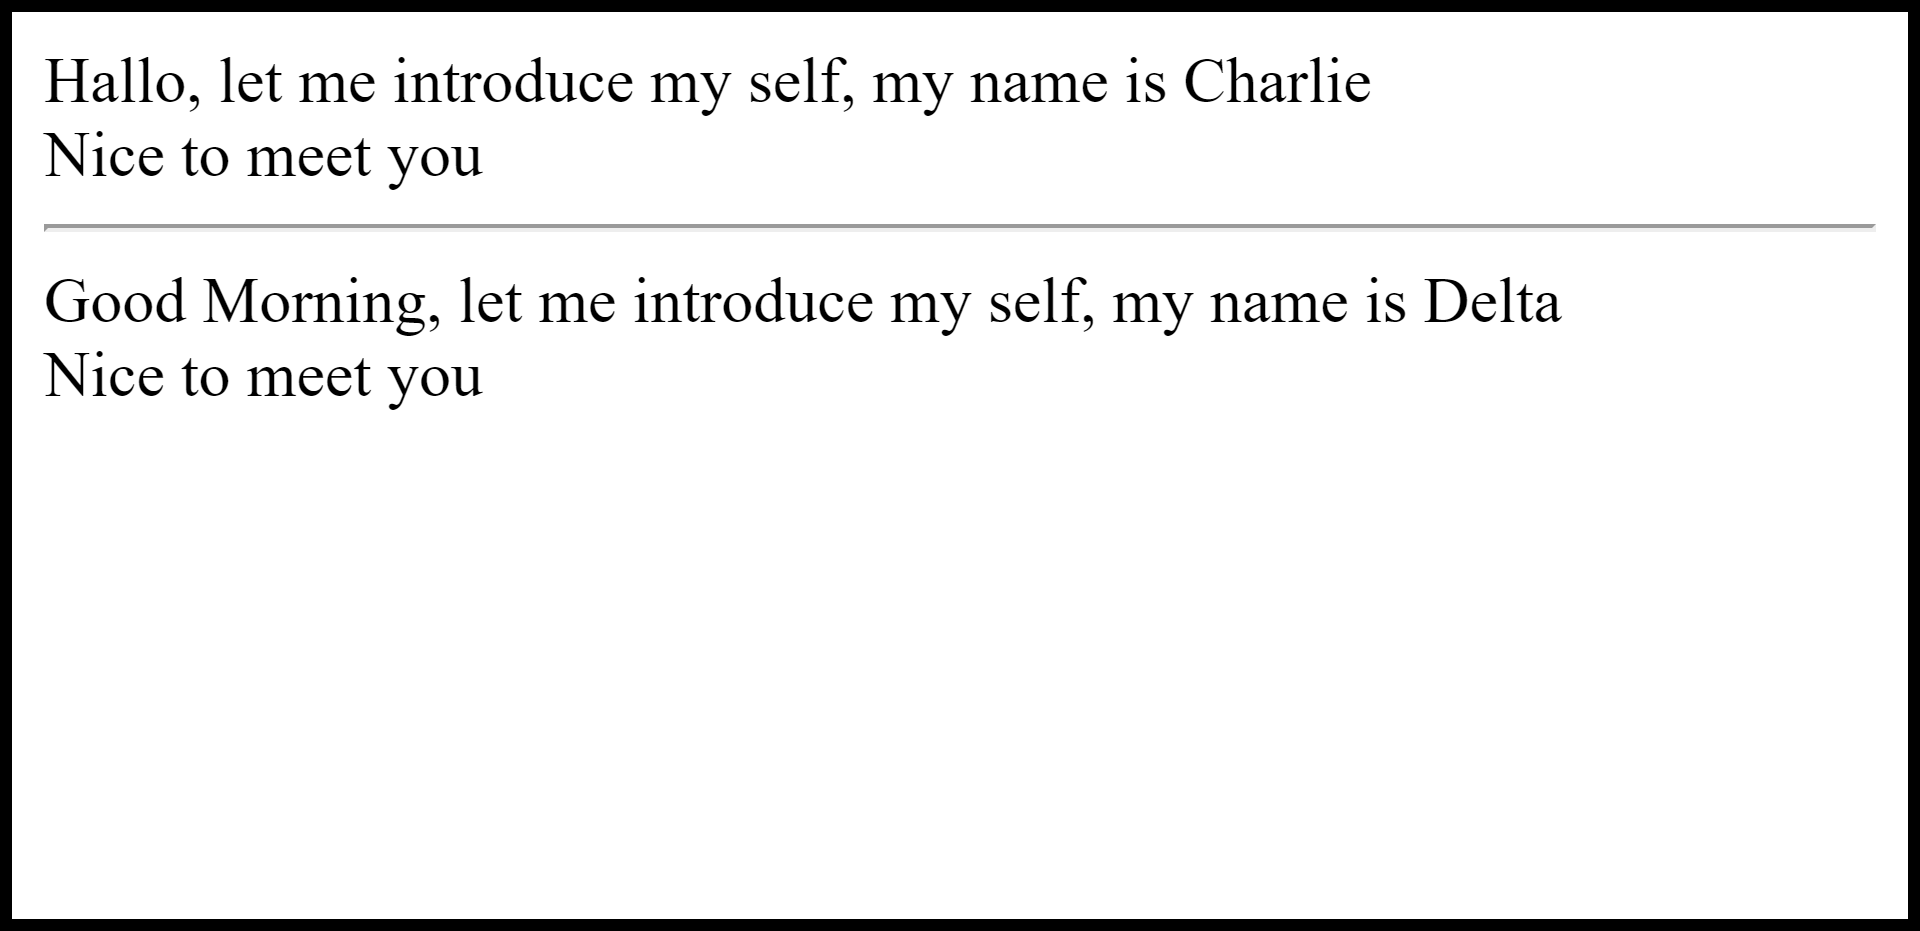 Hallo, let me introduce my self, my name is Charlie
Nice to meet you
Good Morning, let me introduce my self, my name is Delta
Nice to meet you